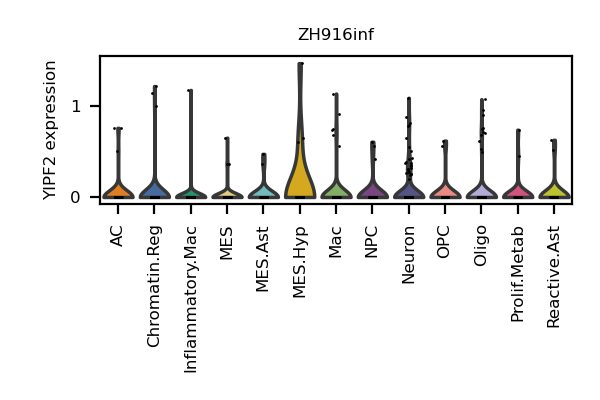 ZH916inf
YIPF2 expression
1
0
AC
Chromatin.Reg
Inflammatory.Mac
MES
MES.Ast
MES.Hyp
Mac
NPC
Neuron
OPC
Oligo
Prolif.Metab
Reactive.Ast